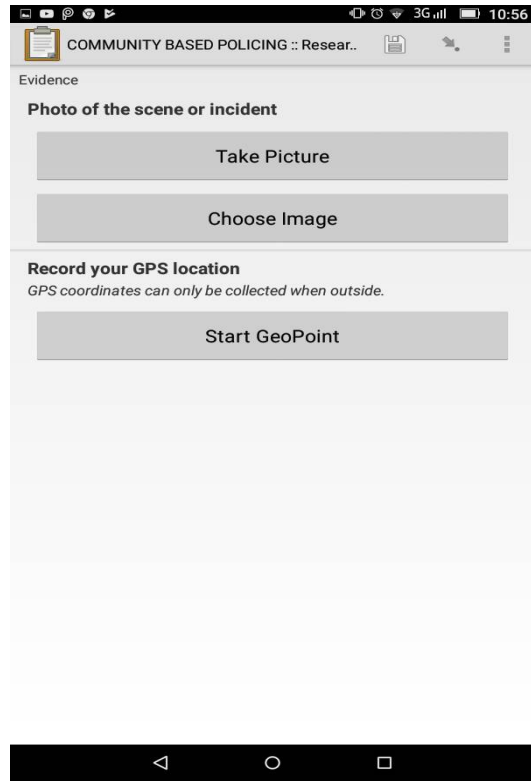 3G 10:56
COMMUNITY BASED POLICING :: Resear..
Evidence
Photo of the scene or incident
Take Picture
Choose Image
Record your GPS location
GPS coordinates can only be collected when outside.
Start GeoPoint